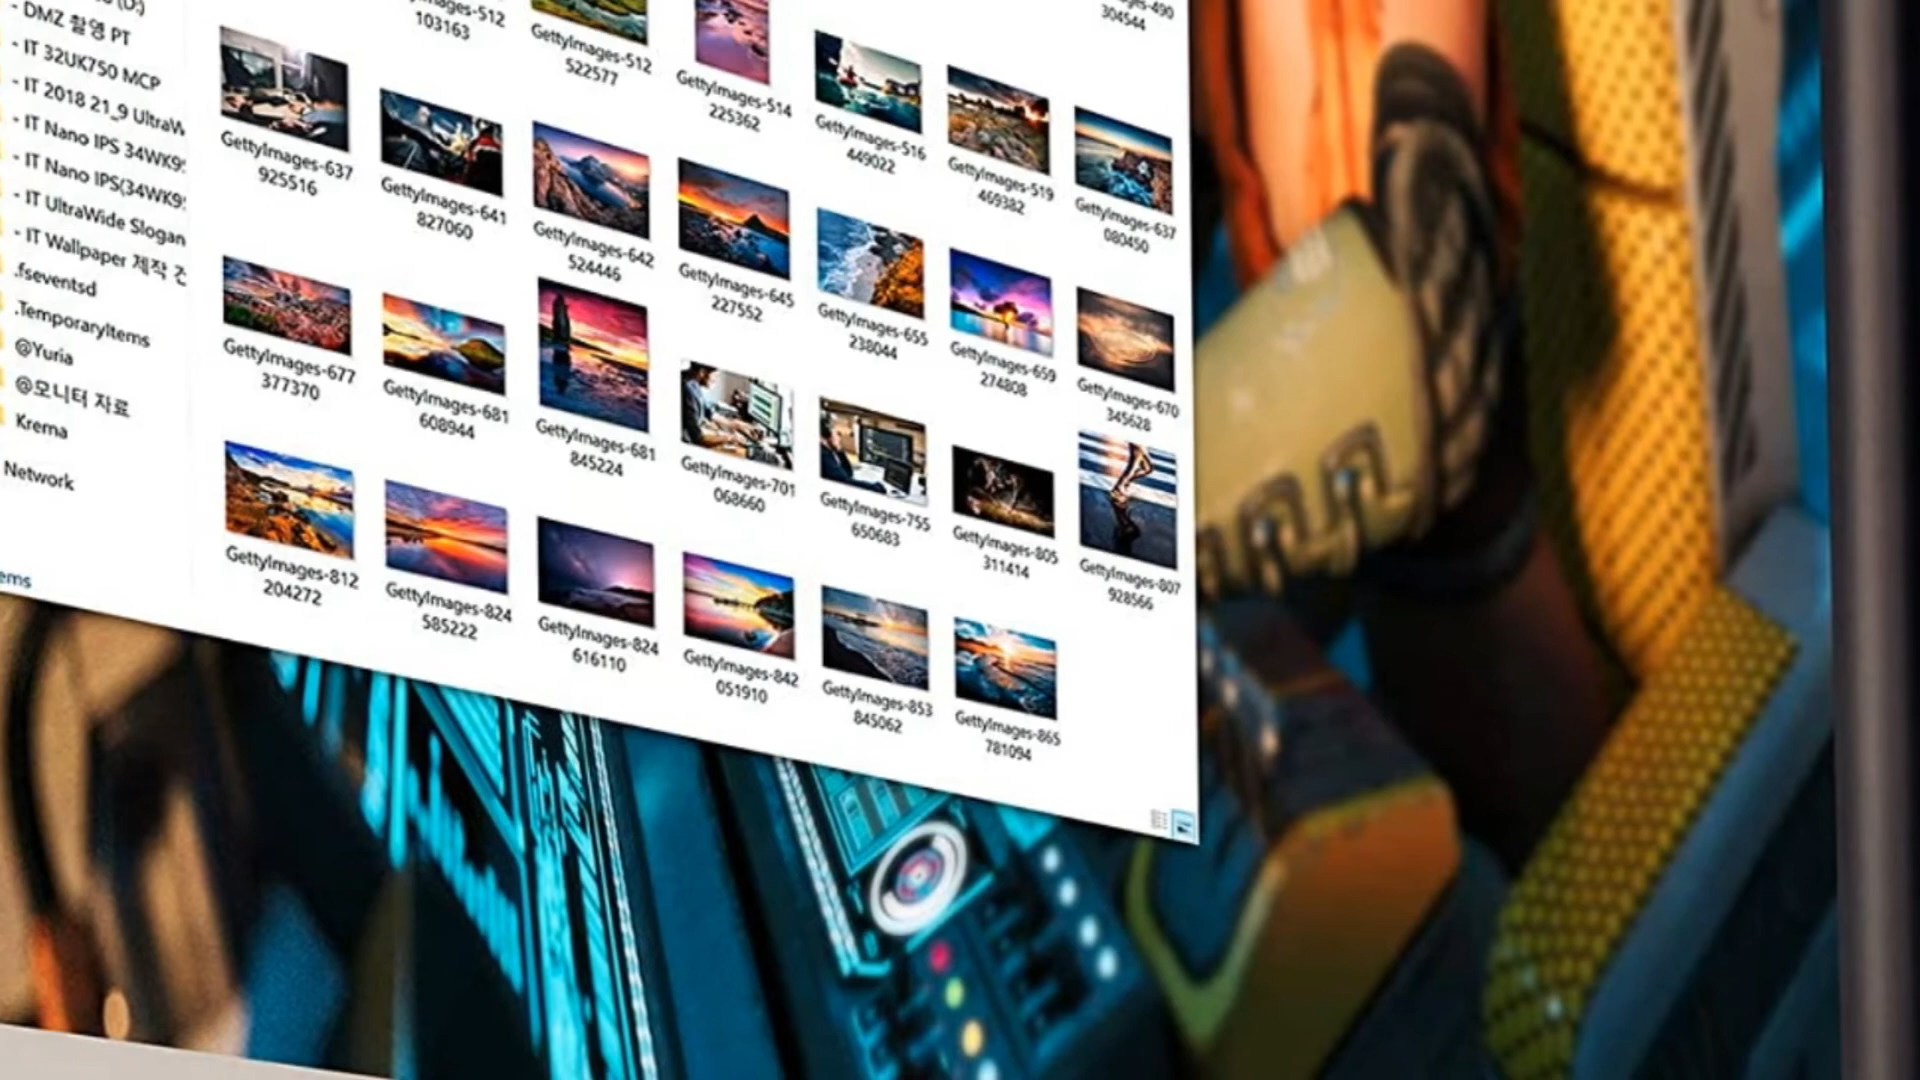 - DMZ 촬영 PT
- IT 32UK750 MCP
- IT 2018 21_9 UltraW
- IT Nano IPS 34WK9
- IT Nano IPS(34WK9
- IT UltraWide Slogan
- IT Wallpaper 제작 건
.fseventsd
.TemporaryItems
@Yuria
@모니터 자료
Krema
Network
ems
103163
GettyImages-512
522577
GettyImages-514
225362
GettyImages-516
449022
GettyImages-519
469382
304544
GettyImages-637
080450
GettyImages-637
925516
GettyImages-641
827060
GettyImages-642
524446
GettyImages-645
227552
GettyImages-655
238044
GettyImages-659
274808
GettyImages-670
345628
GettyImages-677
377370
GettyImages-681
608944
GettyImages-681
845224
GettyImages-701
068660
GettyImages-755
650683
GettyImages-805
311414
GettyImages-807
928566
GettyImages-812
204272
GettyImages-824
585222
GettyImages-824
616110
GettyImages-842
051910
GettyImages-853
845062
GettyImages-865
781094